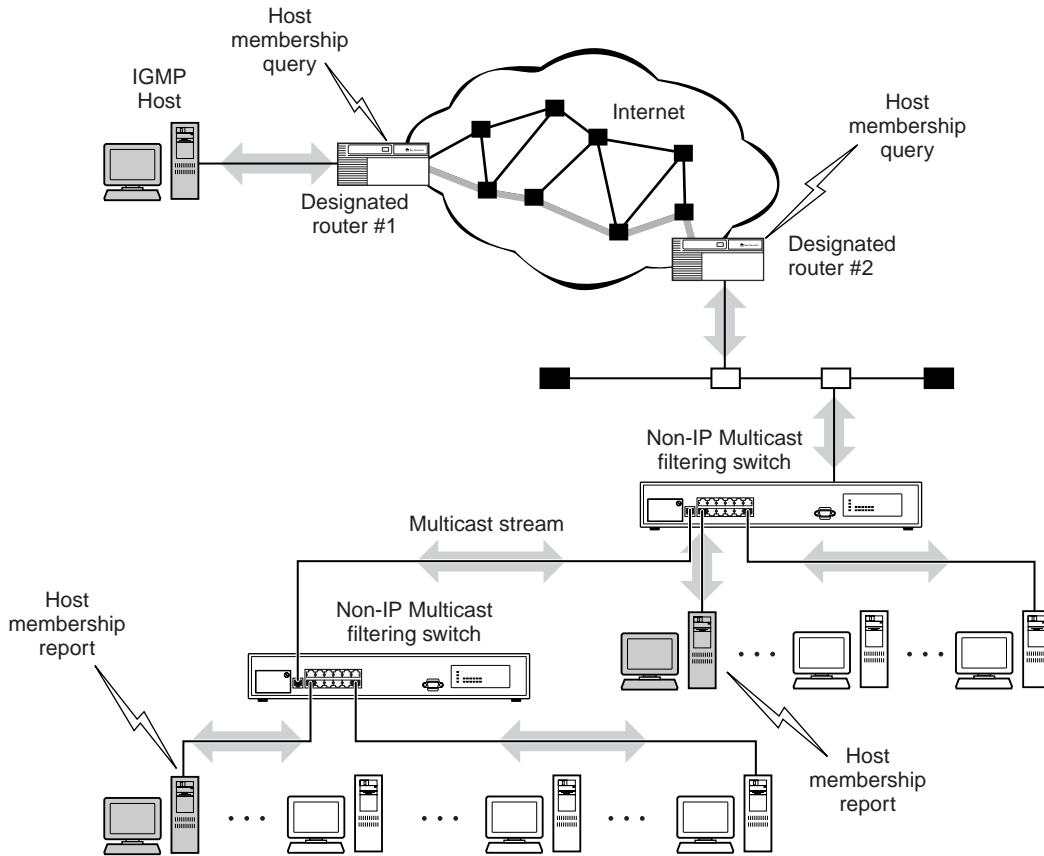 Host
membership
query
IGMP
Host
Internet
Host
membership
query
Designated
router #1
Designated
router #2
Non-IP Multicast
filtering switch
Multicast stream
Host
membership
report
Non-IP Multicast
filtering switch
Host
membership
report